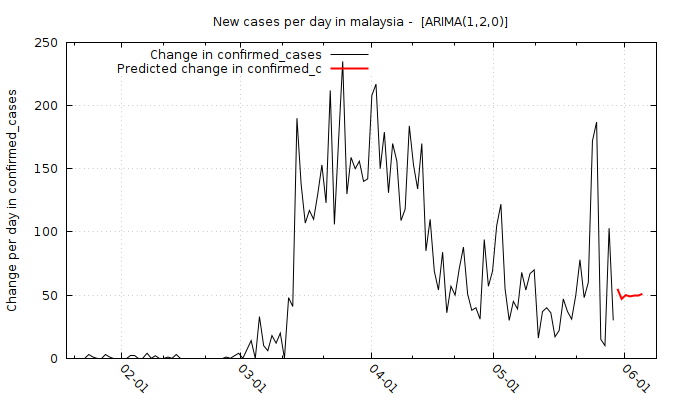 New cases per day in malaysia - [ARIMA(1,2,0)]
Change in confirmed_cases
Predicted change in confirmed_c
Change per day in confirmed_cases
250
200
150
100
50
0
02-01
03-01
04-01
05-01
06-01